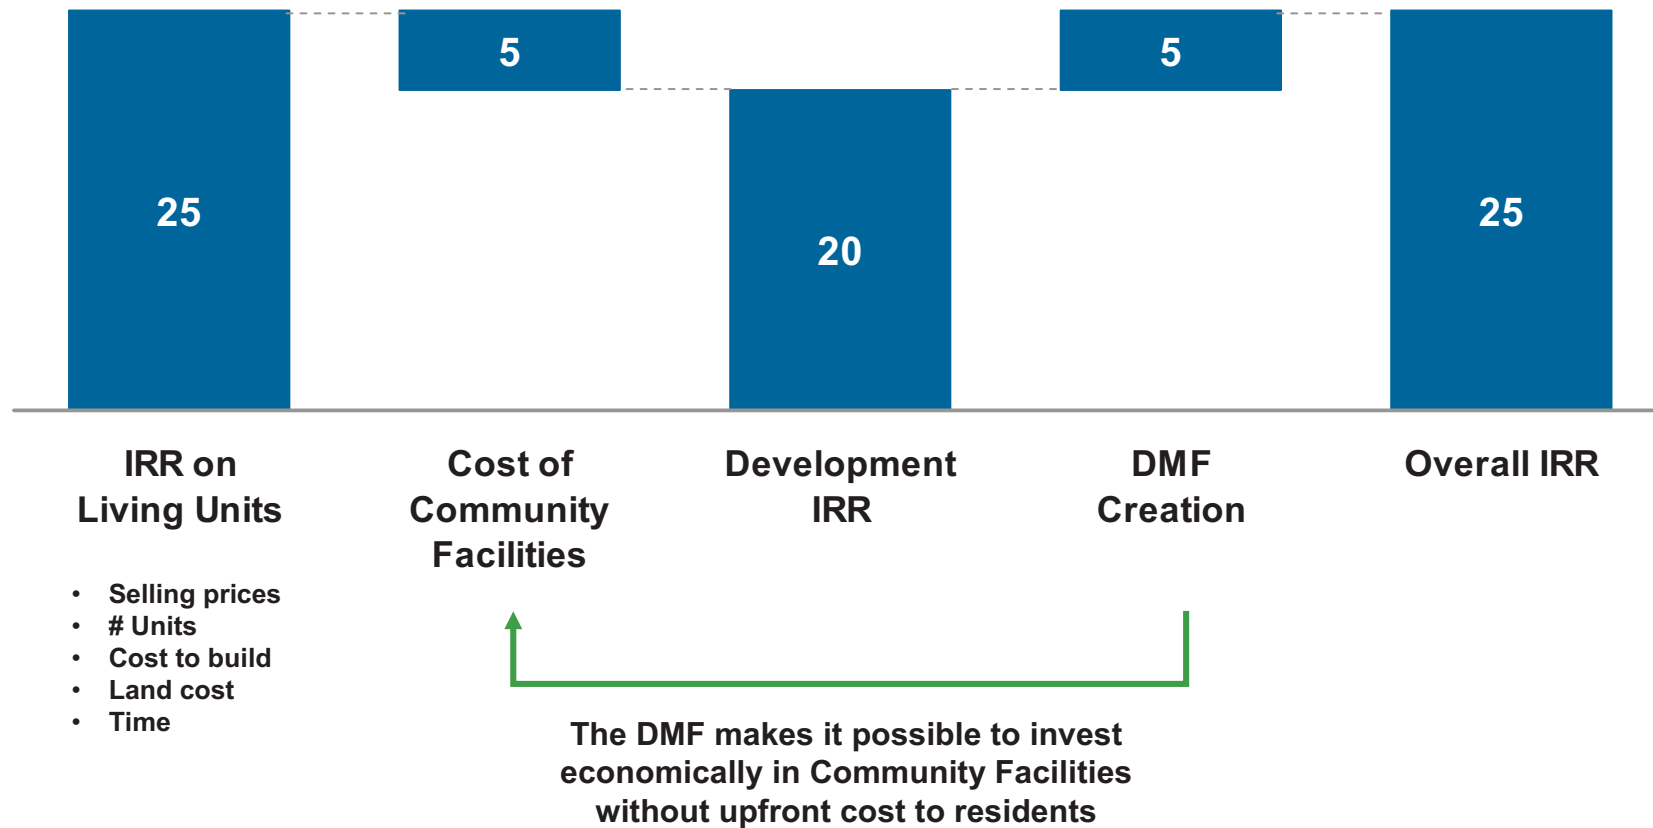 25
5
20
5
25
IRR on
Living Units
Cost of
Community
Facilities
Development
IRR
DMF
Creation
Overall IRR
• Selling prices
• # Units
• Cost to build
• Land cost
• Time
The DMF makes it possible to invest
economically in Community Facilities
without upfront cost to residents